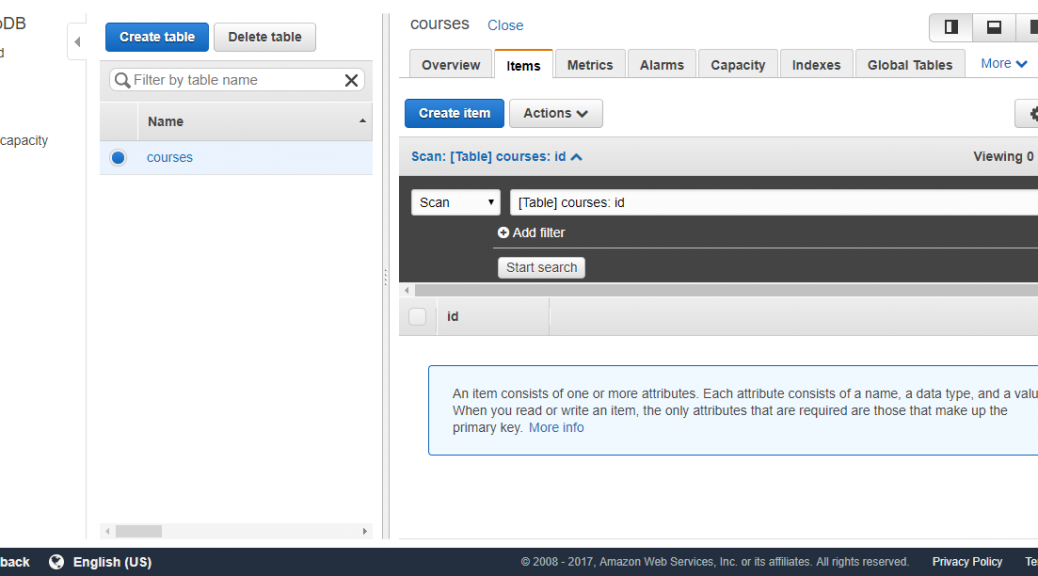 courses Close
Create table Delete table
Overview Items Metrics Alarms Capacity Indexes Global Tables More
Filter by table name
Create item Actions
Name
capacity
courses
Scan: [Table] courses: id Viewing 0
Scan [Table] courses: id
Add filter
Start search
id
An item consists of one or more attributes. Each attribute consists of a name, a data type, and a valu
When you read or write an item, the only attributes that are required are those that make up the
primary key. More info
back English (US) © 2008 - 2017, Amazon Web Services, Inc. or its affiliates. All rights reserved. Privacy Policy